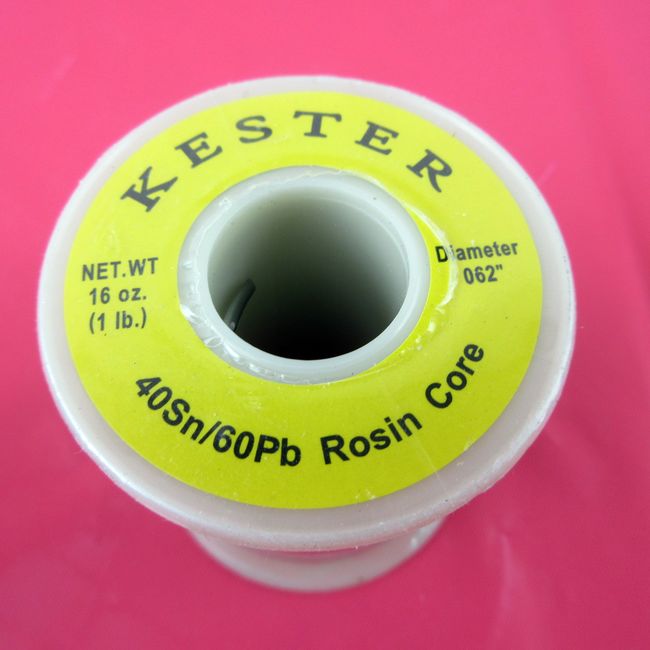 KESTER
NET.WT
16 oz.
(1 lb.)
Diameter
062"
40Sn/60Pb Rosin Core